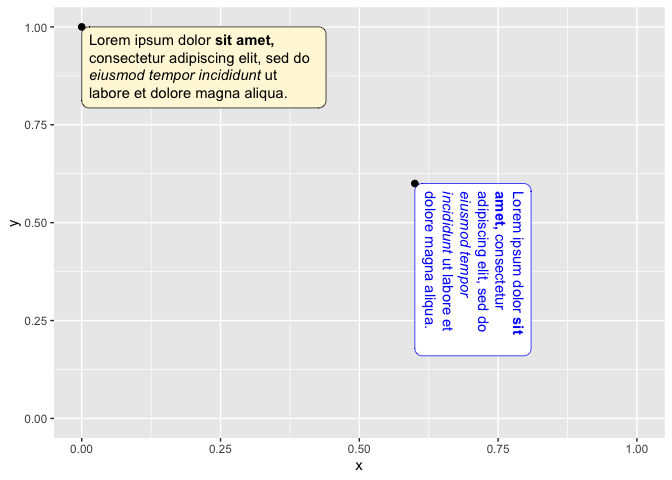 1.00
Lorem ipsum dolor sit amet,
consectetur adipiscing elit, sed do
eiusmod tempor incididunt ut
labore et dolore magna aliqua.
0.75
Lorem ipsum dolor sit
amet, consectetur
adipiscing elit, sed do
eiusmod tempor
incididunt ut labore et
dolore magna aliqua.
y
0.50
0.25
0.00
0.00 0.25 0.50 0.75 1.00
x